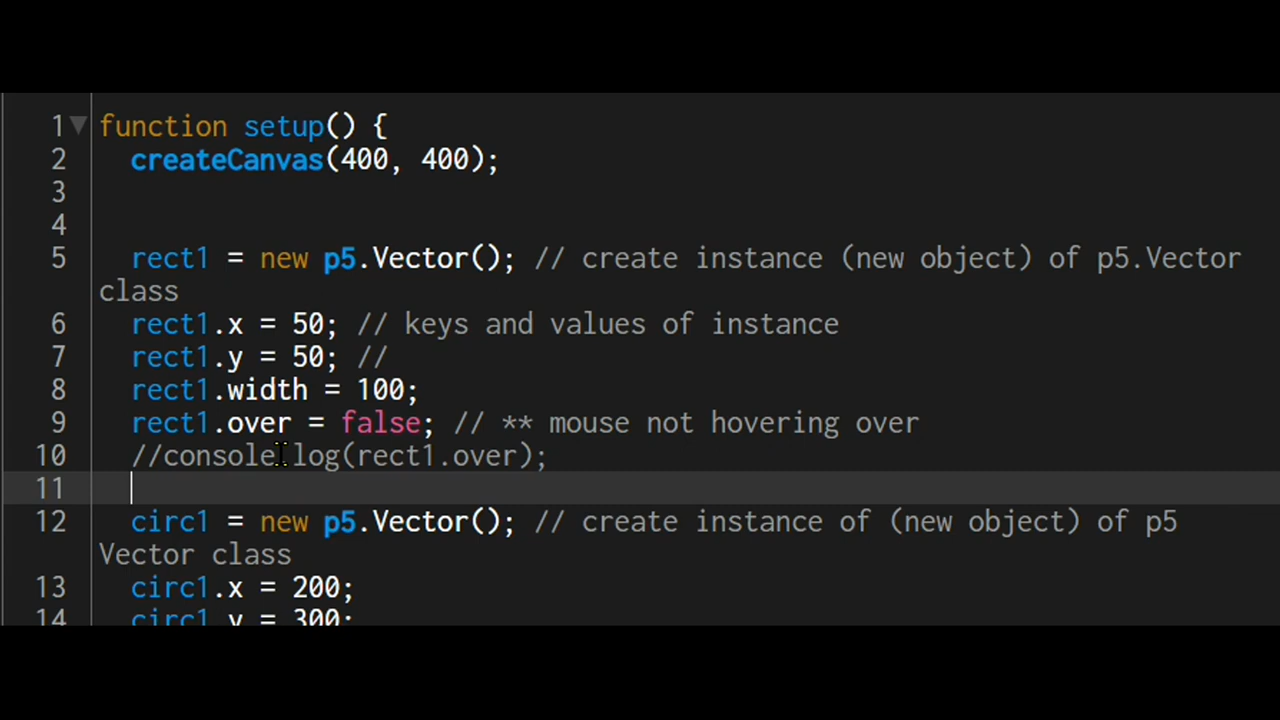 1 function setup() {
2 createCanvas(400, 400);
3
4
5 rect1 = new p5.Vector(); // create instance (new object) of p5.Vector
class
6 rect1.x = 50; // keys and values of instance
7 rect1.y = 50; //
8 rect1.width = 100;
9 rect1.over = false; // ** mouse not hovering over
10 //console.log(rect1.over);
11
12 circ1 = new p5.Vector(); // create instance of (new object) of p5
Vector class
13 circ1.x = 200;
14 circ1.y = 300;